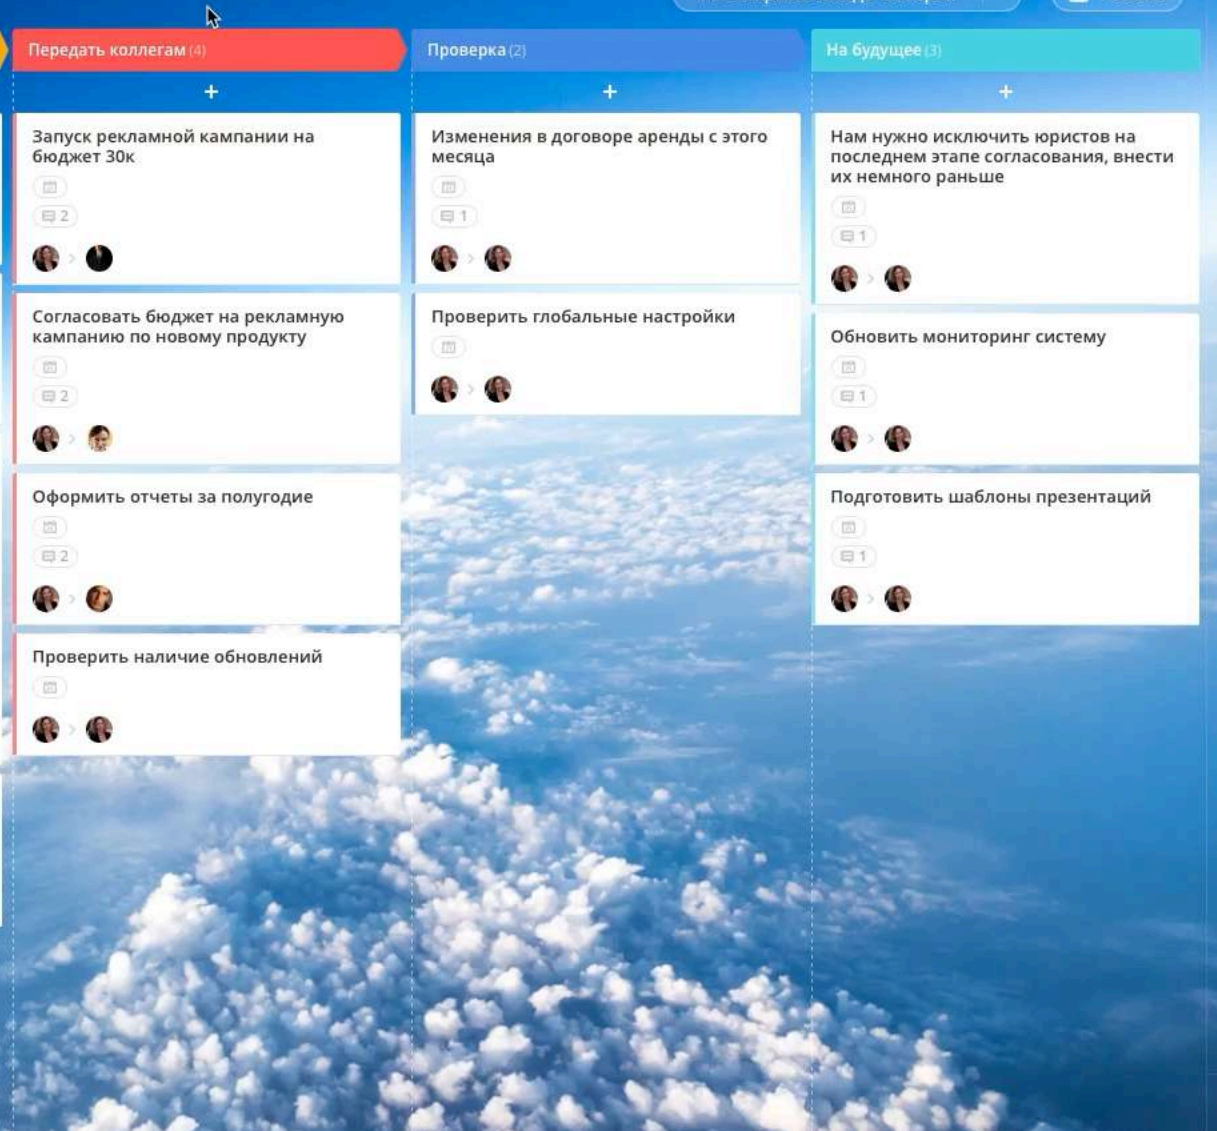 Передать коллегам (4)
Запуск рекламной кампании на
бюджет 30к
2
Согласовать бюджет на рекламную
кампанию по новому продукту
2
Оформить отчеты за полугодие
2
Проверить наличие обновлений
Проверка (2)
Изменения в договоре аренды с этого
месяца
1
Проверить глобальные настройки
На будущее (3)
Нам нужно исключить юристов на
последнем этапе согласования, внести
их немного раньше
1
Обновить мониторинг систему
1
Подготовить шаблоны презентаций
1